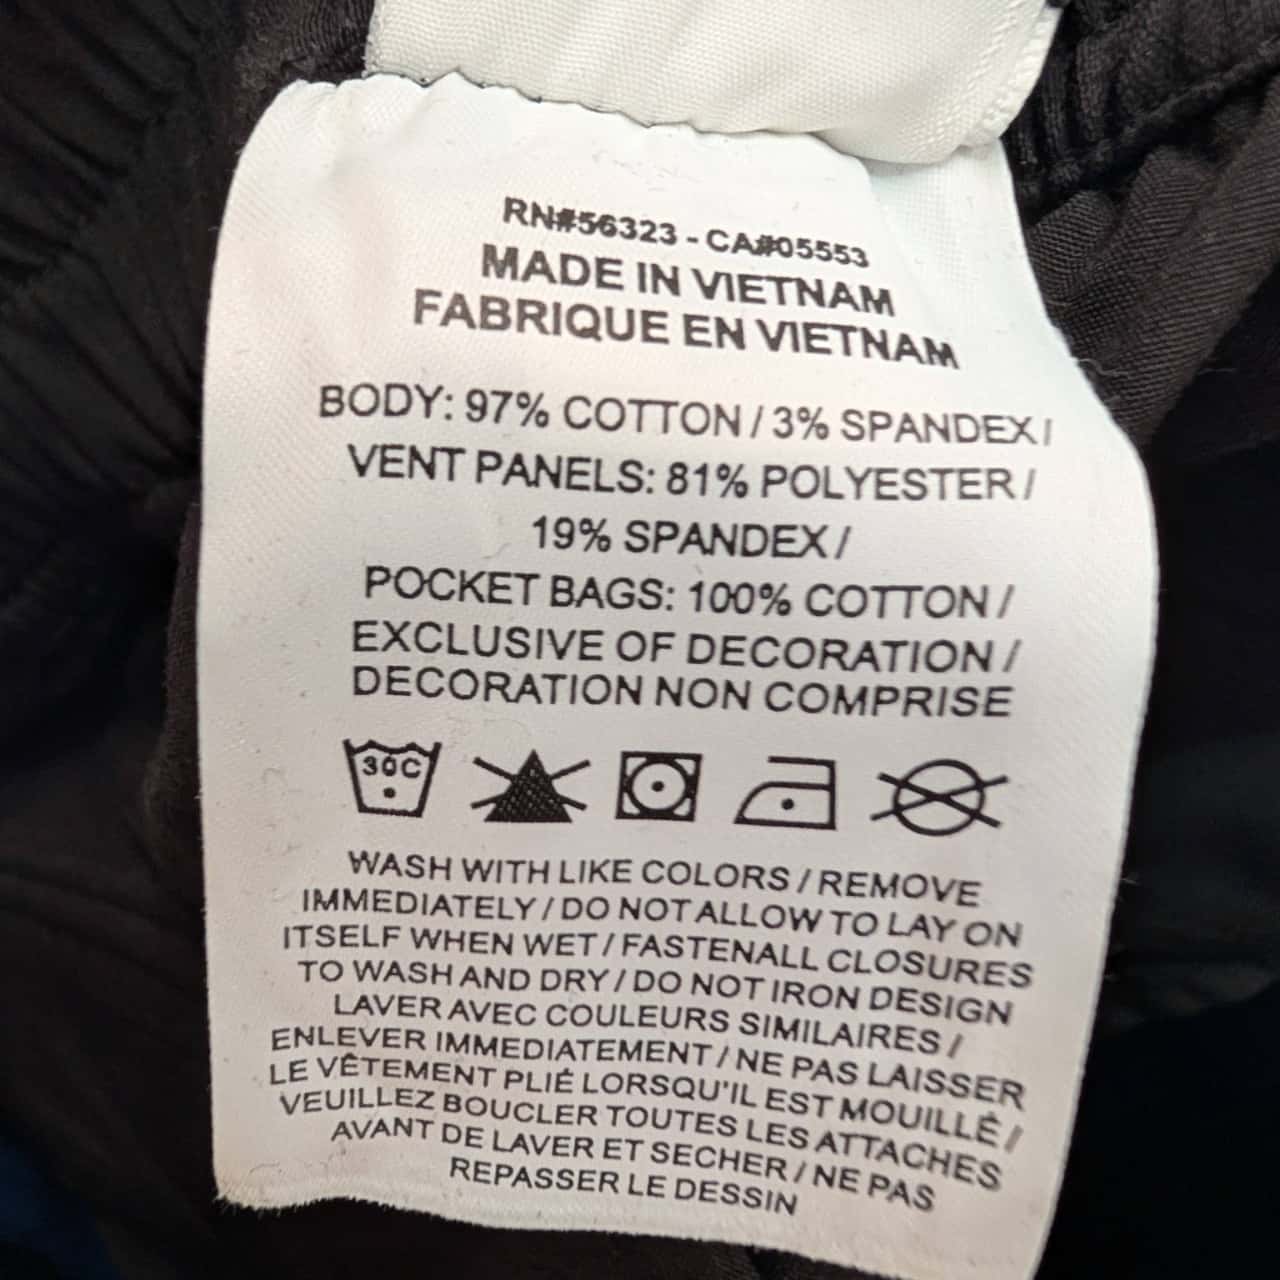 RN#56323 - CA#05553
MADE IN VIETNAM
FABRIQUE EN VIETNAM
BODY: 97% COTTON / 3% SPANDEX /
VENT PANELS: 81% POLYESTER /
19% SPANDEX /
POCKET BAGS: 100% COTTON /
EXCLUSIVE OF DECORATION /
DECORATION NON COMPRISE
30C
WASH WITH LIKE COLORS / REMOVE
IMMEDIATELY / DO NOT ALLOW TO LAY ON
ITSELF WHEN WET / FASTENALL CLOSURES
TO WASH AND DRY / DO NOT IRON DESIGN
LAVER AVEC COULEURS SIMILAIRES /
ENLEVER IMMEDIATEMENT / NE PAS LAISSER
LE VÊTEMENT PLIÉ LORSQU'IL EST MOUILLÉ /
VEUILLEZ BOUCLER TOUTES LES ATTACHES
AVANT DE LAVER ET SECHER / NE PAS
REPASSER LE DESSIN